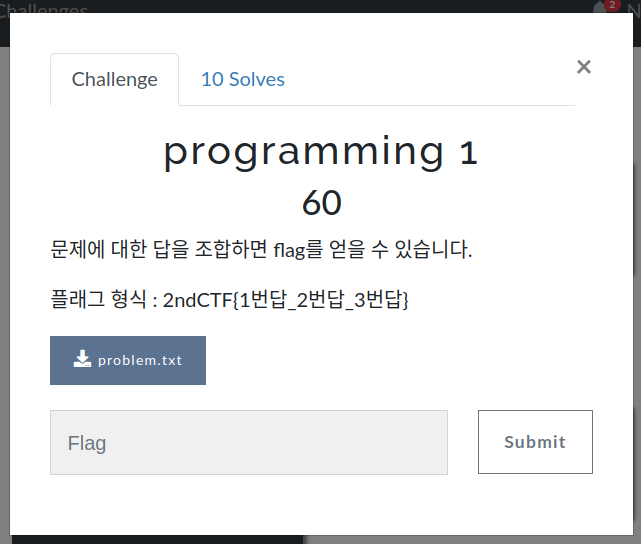 Challenges
2
N
Challenge
10 Solves
×
programming 1
60
문제에 대한 답을 조합하면 flag를 얻을 수 있습니다.
플래그 형식 : 2ndCTF{1번답_2번답_3번답}
problem.txt
Flag
Submit